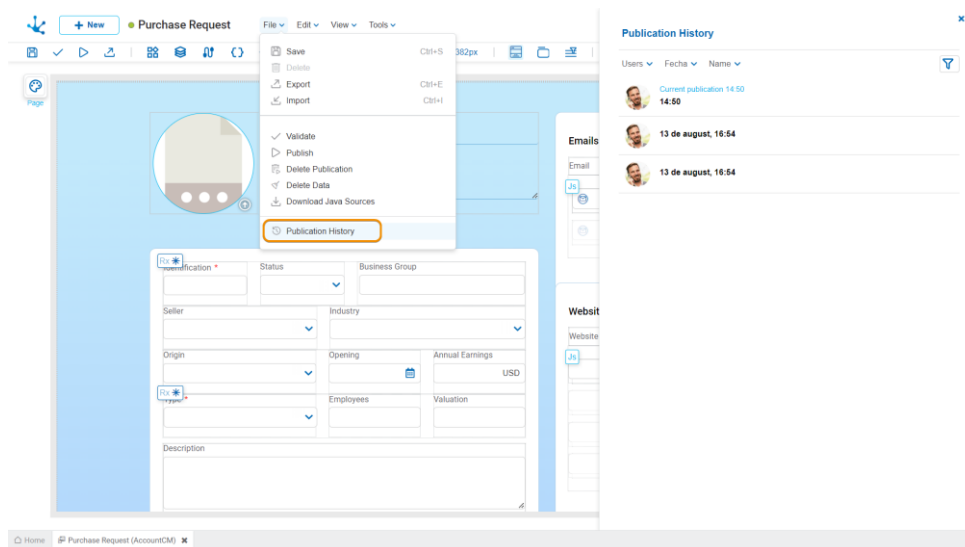 + New
Purchase Request
File
Edit
View
Tools
382px
Page
Save Ctrl+S
Delete
Export Ctrl+E
Import Ctrl+I
Validate
Publish
Delete Publication
Delete Data
Download Java Sources
Publication History
Emails
Email
Js
Rx
Identification *
Status
Business Group
Seller
Industry
Origin
Opening
Annual Earnings
USD
Rx
Type *
Employees
Valuation
Description
Websit
Website
Js
Publication History
Users
Fecha
Name
Current publication 14:50
14:50
13 de august, 16:54
13 de august, 16:54
Home
Purchase Request (AccountCM)